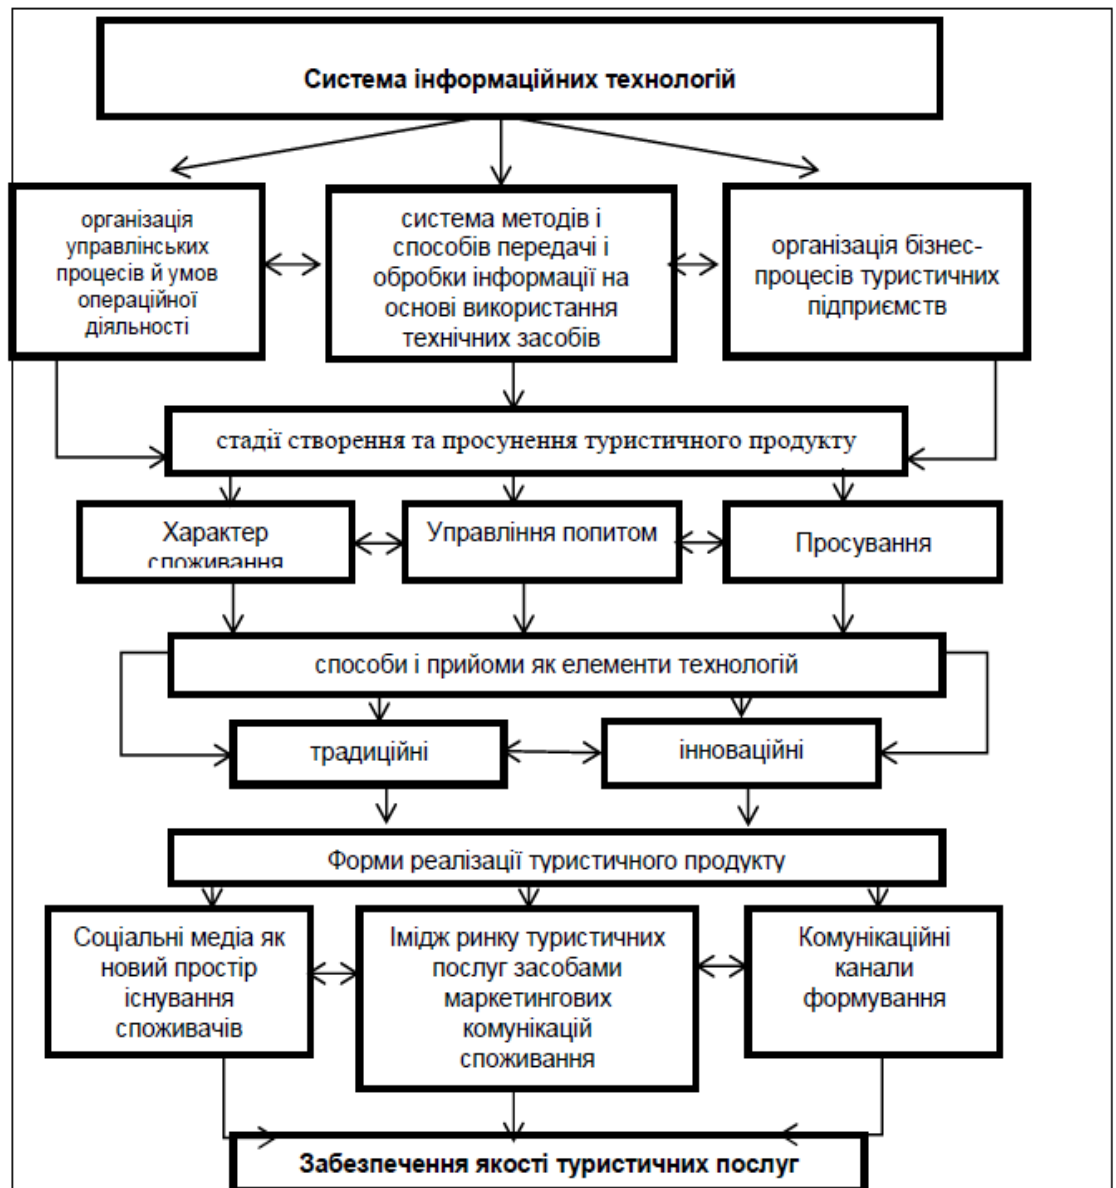 Система інформаційних технологій
організація
управлінських
процесів й умов
операційної
діяльності
система методів і
способів передачі і
обробки інформації на
основі використання
технічних засобів
організація бізнес-
процесів туристичних
підприємств
стадії створення та просунення туристичного продукту
Характер
споживання
Управління попитом
Просування
способи і прийоми як елементи технологій
традиційні
інноваційні
Форми реалізації туристичного продукту
Соціальні медіа як
новий простір
існування
споживачів
Імідж ринку туристичних
послуг засобами
маркетингових
комунікацій
споживання
Комунікаційні
канали
формування
Забезпечення якості туристичних послуг